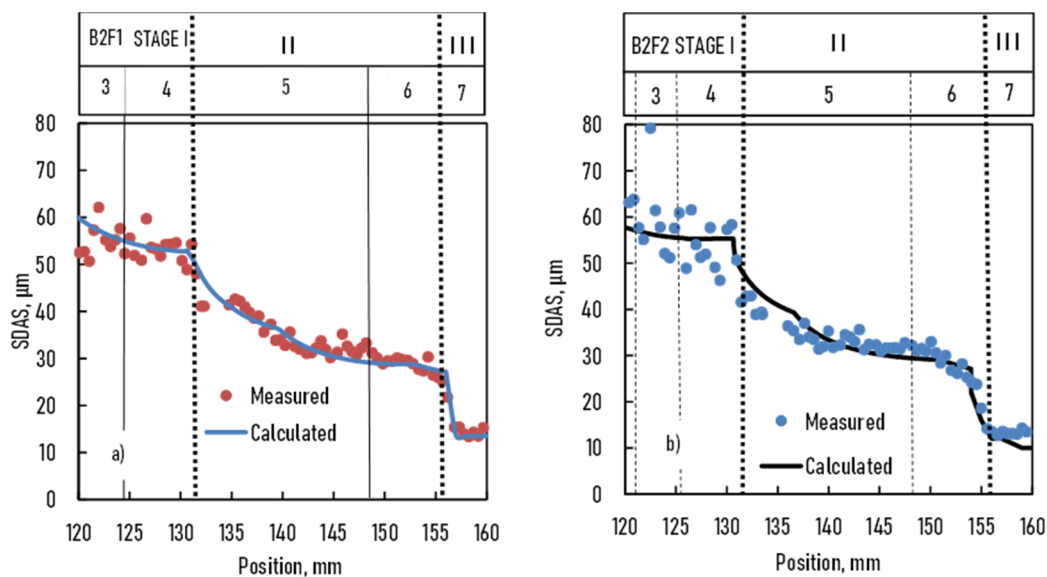 B2F1 STAGE I II III
3 4 5 6 7
80
70
60
50
40
30
20
10
0
SDAS, µm
Measured
Calculated
a)
120 125 130 135 140 145 150 155 160
Position, mm
B2F2 STAGE I II III
3 4 5 6 7
80
70
60
50
40
30
20
10
0
SDAS, µm
Measured
Calculated
b)
120 125 130 135 140 145 150 155 160
Position, mm